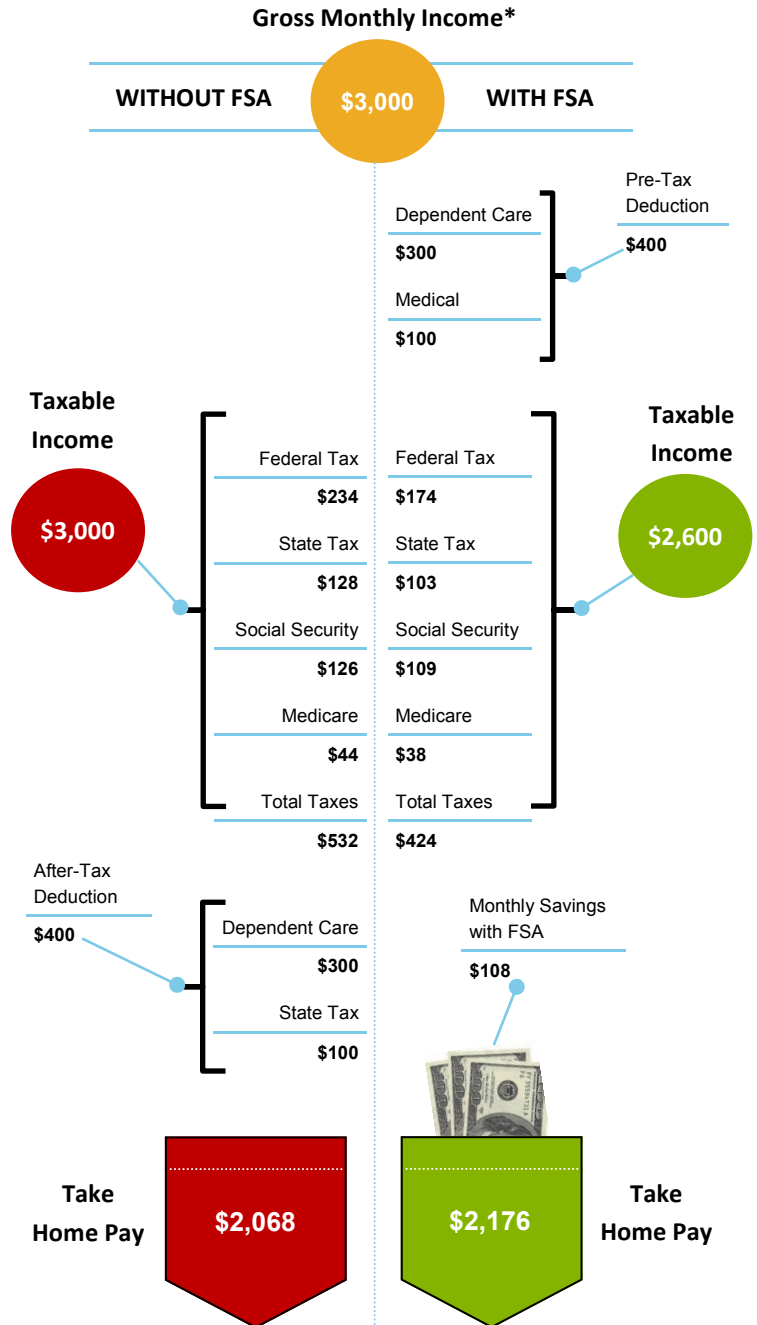 Gross Monthly Income*
WITHOUT FSA
$3,000
WITH FSA
Dependent Care
$300
Medical
$100
Pre-Tax
Deduction
$400
Taxable
Income
$3,000
Federal Tax
$234
State Tax
$128
Social Security
$126
Medicare
$44
Total Taxes
$532
Federal Tax
$174
State Tax
$103
Social Security
$109
Medicare
$38
Total Taxes
$424
Taxable
Income
$2,600
After-Tax
Deduction
$400
Dependent Care
$300
State Tax
$100
Monthly Savings
with FSA
$108
Take
Home Pay
$2,068
$2,176
Take
Home Pay